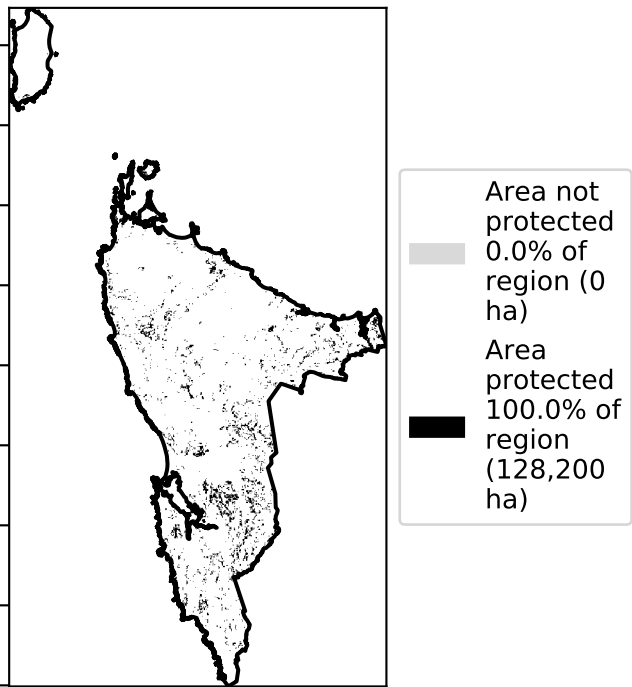 Area not
protected
0.0% of
region (0
ha)
Area
protected
100.0% of
region
(128,200
ha)